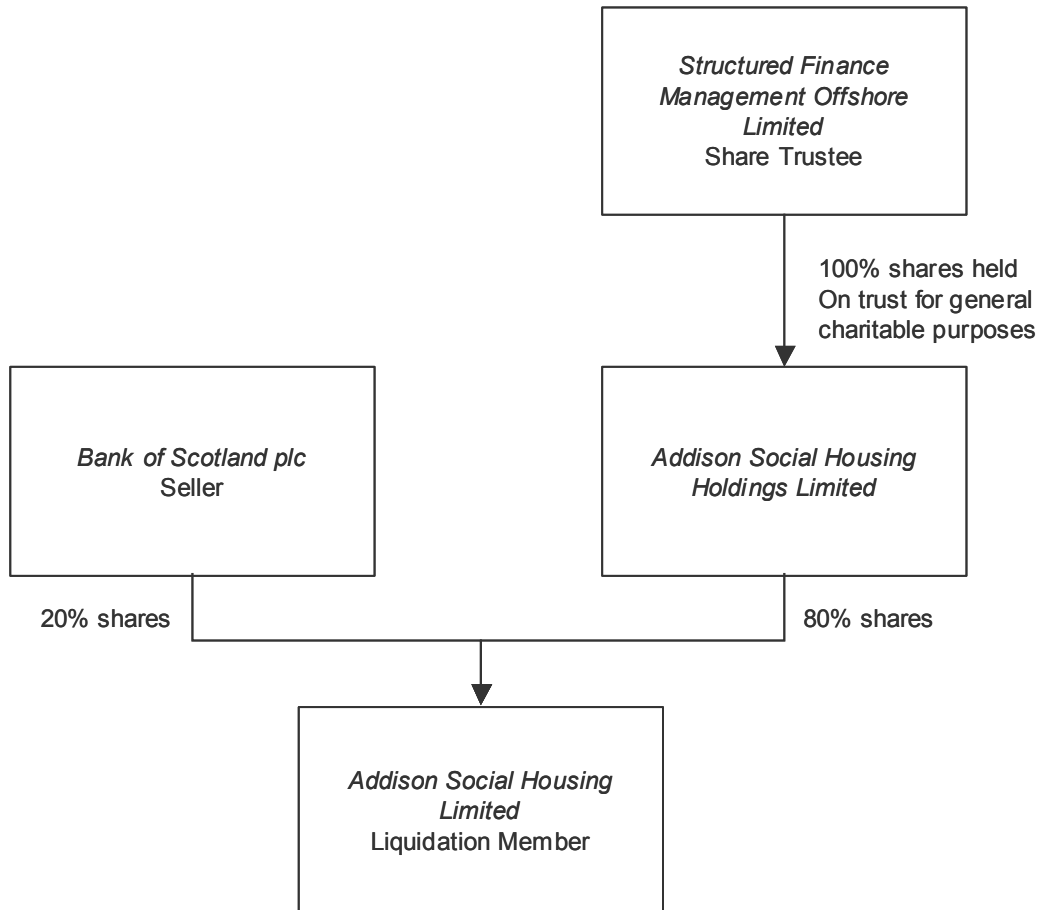 Structured Finance
Management Offshore
Limited
Share Trustee
100% shares held
On trust for general
charitable purposes
Bank of Scotland plc
Seller
Addison Social Housing
Holdings Limited
20% shares
80% shares
Addison Social Housing
Limited
Liquidation Member